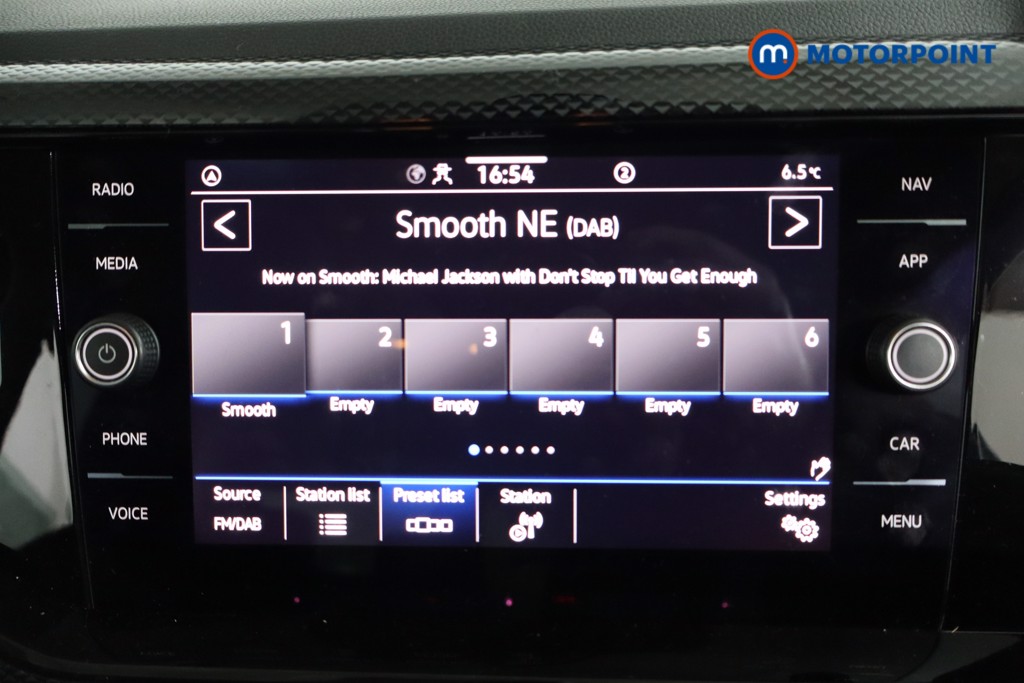 m MOTORPOINT
RADIO
MEDIA
PHONE
VOICE
16:54 2 6.5°C
< Smooth NE (DAB) >
Now on Smooth: Michael Jackson with Don't Stop Til You Get Enough
1 2 3 4 5 6
Smooth Empty Empty Empty Empty Empty
Source Station list Preset list Station Settings
FM/DAB
NAV
APP
CAR
MENU